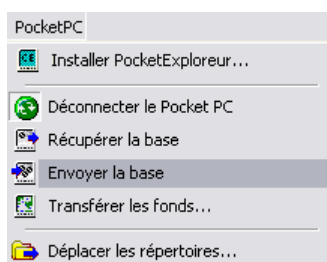 PocketPC
Installer PocketExploreur...
Déconnecter le Pocket PC
Récupérer la base
Envoyer la base
Transférer les fonds...
Déplacer les répertoires...